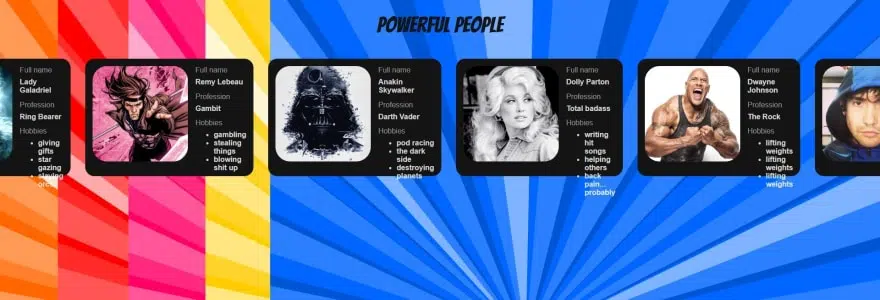 POWERFUL PEOPLE
Full name
Lady
Galadriel
Profession
Ring Bearer
Hobbies
giving
gifts
star
gazing
slaying
orcs
Full name
Remy Lebeau
Profession
Gambit
Hobbies
gambling
stealing
things
blowing
shit up
Full name
Anakin
Skywalker
Profession
Darth Vader
Hobbies
pod racing
the dark
side
destroying
planets
Full name
Dolly Parton
Profession
Total badass
Hobbies
writing
hit
songs
helping
others
back
pain...
probably
Full name
Dwayne
Johnson
Profession
The Rock
Hobbies
lifting
weights
lifting
weights
lifting
weights